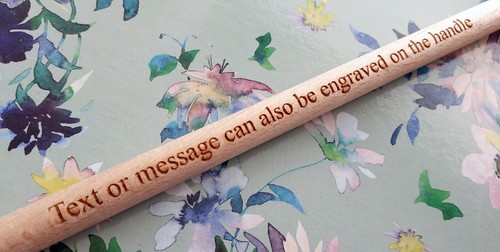 Text or message can also be engraved on the handle